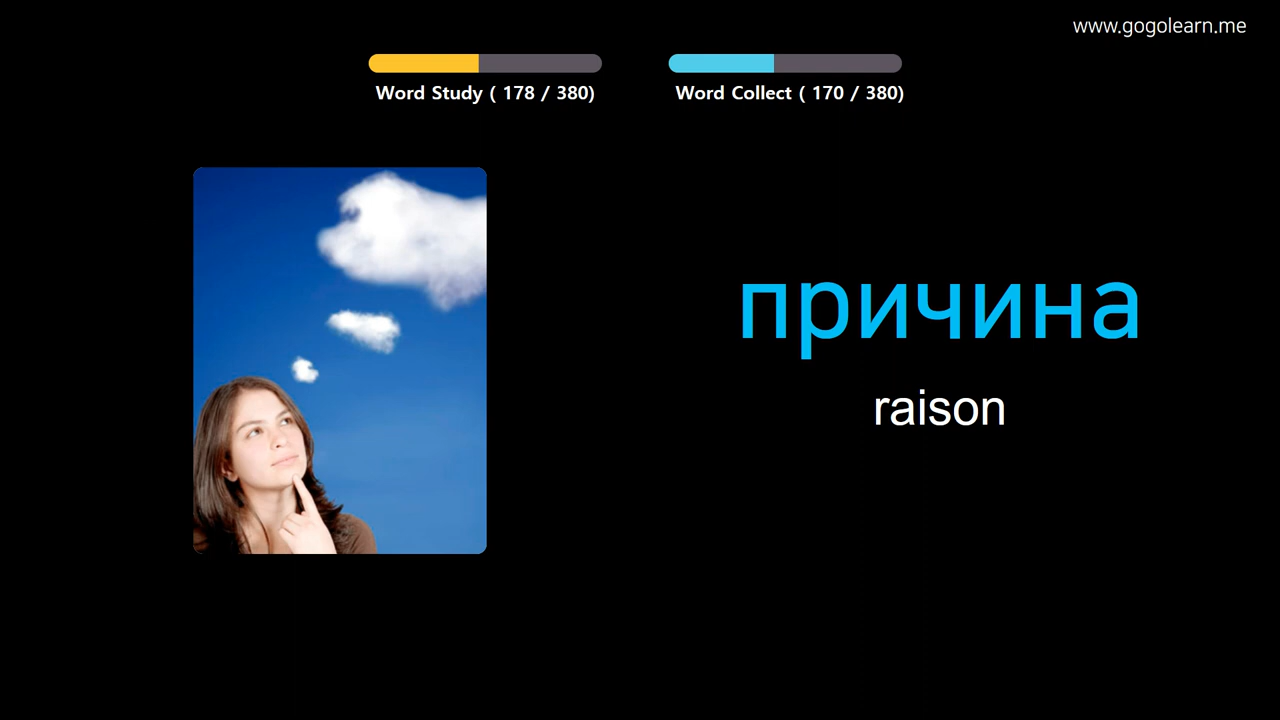 www.gogolearn.me
Word Study ( 178 / 380)
Word Collect ( 170 / 380)
причина
raison